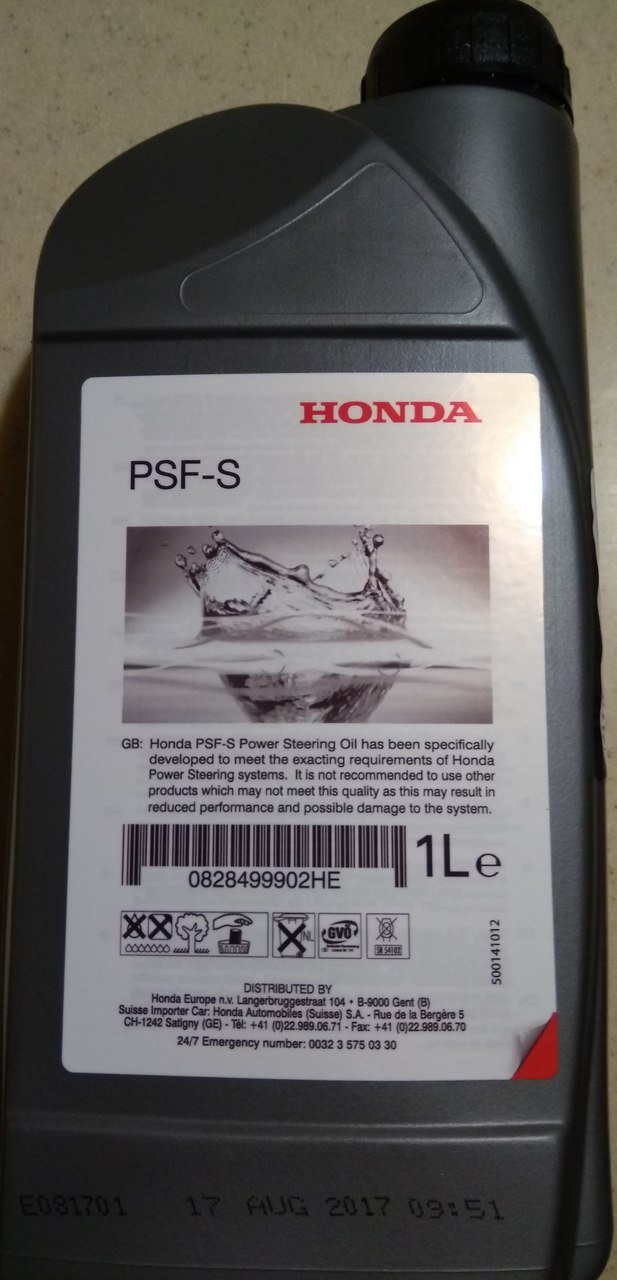 HONDA
PSF-S
GB: Honda PSF-S Power Steering Oil has been specifically
developed to meet the exacting requirements of Honda
Power Steering systems. It is not recommended to use other
products which may not meet this quality as this may result in
reduced performance and possible damage to the system.
0828499902HE
1L e
NL
GVÖ
SN 54102
500141012
DISTRIBUTED BY
Honda Europe n.v. Langerbruggestraat 104 • B-9000 Gent (B)
Suisse Importer Car: Honda Automobiles (Suisse) S.A. - Rue de la Bergère 5
CH-1242 Satigny (GE) - Tél: +41 (0)22.989.06.71 - Fax: +41 (0)22.989.06.70
24/7 Emergency number: 0032 3 575 03 30
E081701 17 AUG 2017 09:51